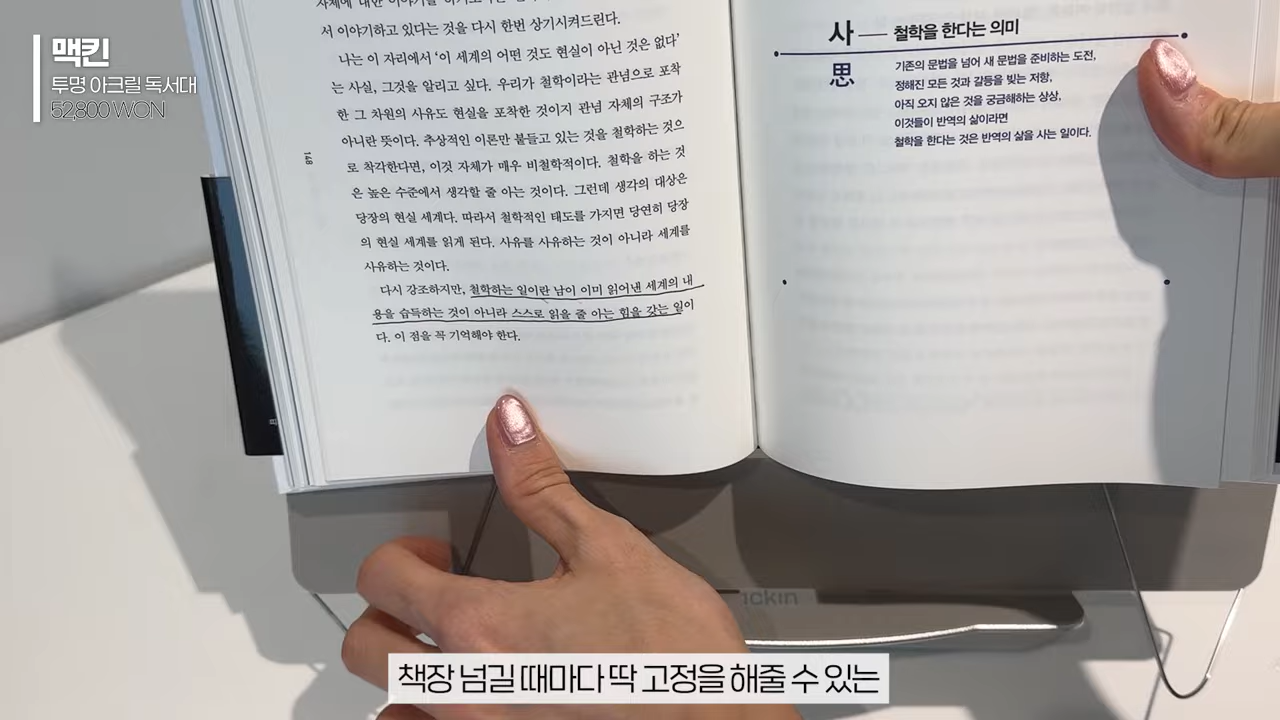 맥킨
투명 아크릴 독서대
52,800 WON
자체에 대한 이야기를
서 이야기하고 있다는 것을 다시 한번 상기시켜드린다.
나는 이 자리에서 ‘이 세계의 어떤 것도 현실이 아닌 것은 없다’
는 사실, 그것을 알리고 싶다. 우리가 철학이라는 관념으로 포착
한 그 차원의 사유도 현실을 포착한 것이지 관념 자체의 구조가
아니란 뜻이다. 추상적인 이론만 붙들고 있는 것을 철학하는 것으
로 착각한다면, 이것 자체가 매우 비철학적이다. 철학을 하는 것
은 높은 수준에서 생각할 줄 아는 것이다. 그런데 생각의 대상은
당장의 현실 세계다. 따라서 철학적인 태도를 가지면 당연히 당장
의 현실 세계를 읽게 된다. 사유를 사유하는 것이 아니라 세계를
사유하는 것이다.
다시 강조하지만, 철학하는 일이란 남이 이미 읽어낸 세계의 내
용을 습득하는 것이 아니라 스스로 읽을 줄 아는 힘을 갖는 일이
다. 이 점을 꼭 기억해야 한다.
148
사 — 철학을 한다는 의미
思
기존의 문법을 넘어 새 문법을 준비하는 도전,
정해진 모든 것과 갈등을 빚는 저항,
아직 오지 않은 것을 궁금해하는 상상,
이것들이 반역의 삶이라면
철학을 한다는 것은 반역의 삶을 사는 일이다.
책장 넘길 때마다 딱 고정을 해줄 수 있는